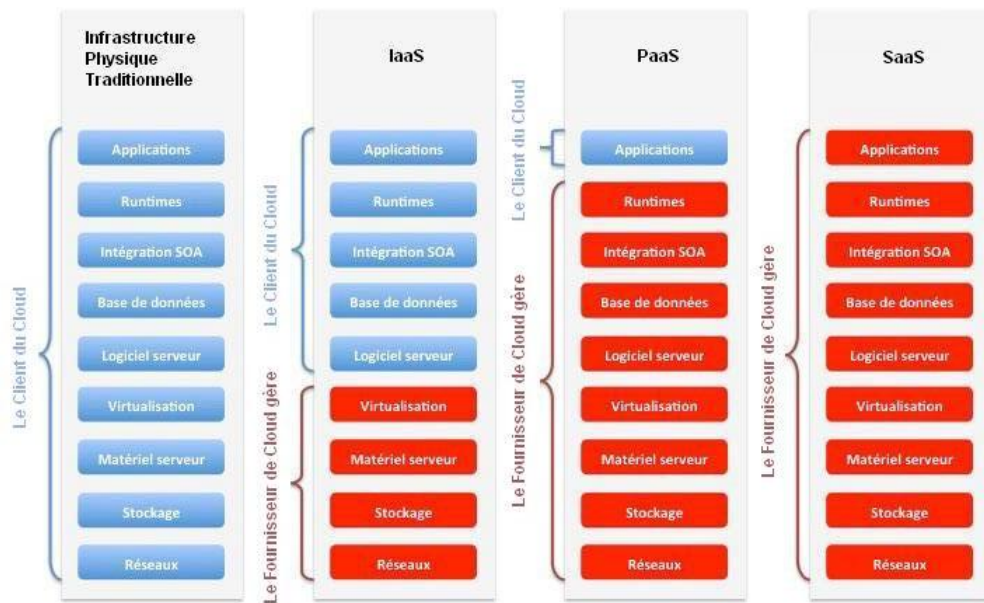 Infrastructure
Physique
Traditionnelle
Le Client du Cloud
Applications
Runtimes
Intégration SOA
Base de données
Logiciel serveur
Virtualisation
Matériel serveur
Stockage
Réseaux
IaaS
Le Client du Cloud
Applications
Runtimes
Intégration SOA
Base de données
Logiciel serveur
Le Fournisseur de Cloud gère
Virtualisation
Matériel serveur
Stockage
Réseaux
PaaS
Le Client du Cloud
Applications
Le Fournisseur de Cloud gère
Runtimes
Intégration SOA
Base de données
Logiciel serveur
Virtualisation
Matériel serveur
Stockage
Réseaux
SaaS
Le Fournisseur de Cloud gère
Applications
Runtimes
Intégration SOA
Base de données
Logiciel serveur
Virtualisation
Matériel serveur
Stockage
Réseaux